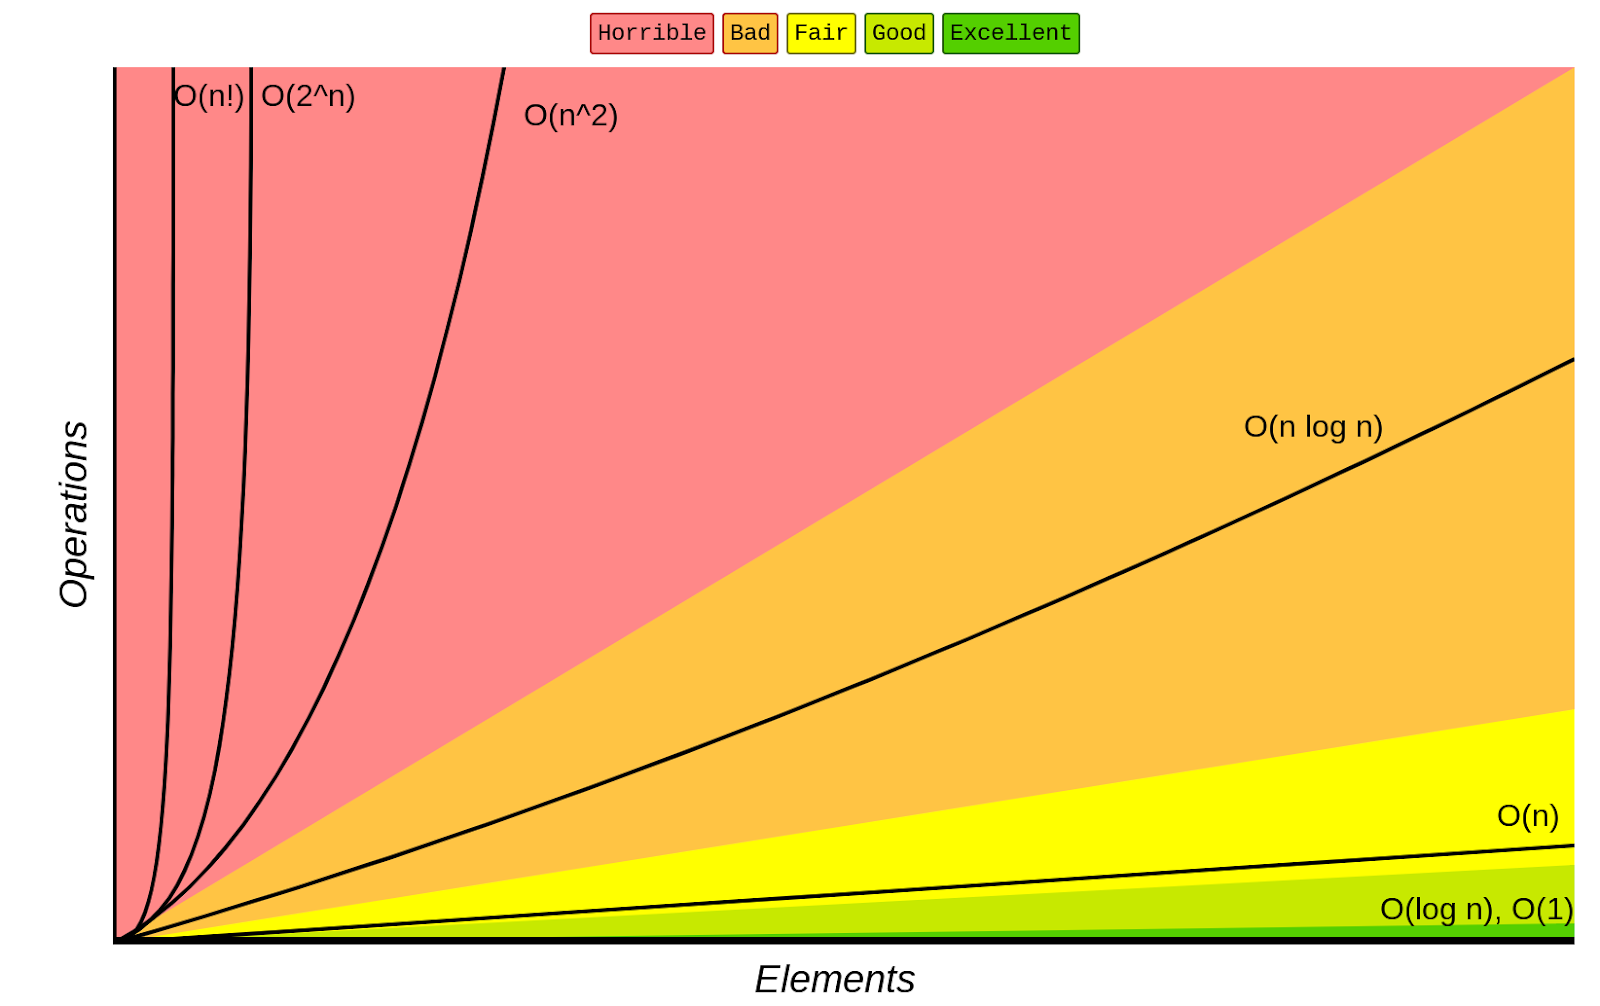 Horrible Bad Fair Good Excellent
O(n!) O(2^n)
O(n^2)
O(n log n)
O(n)
O(log n), O(1)
Operations
Elements